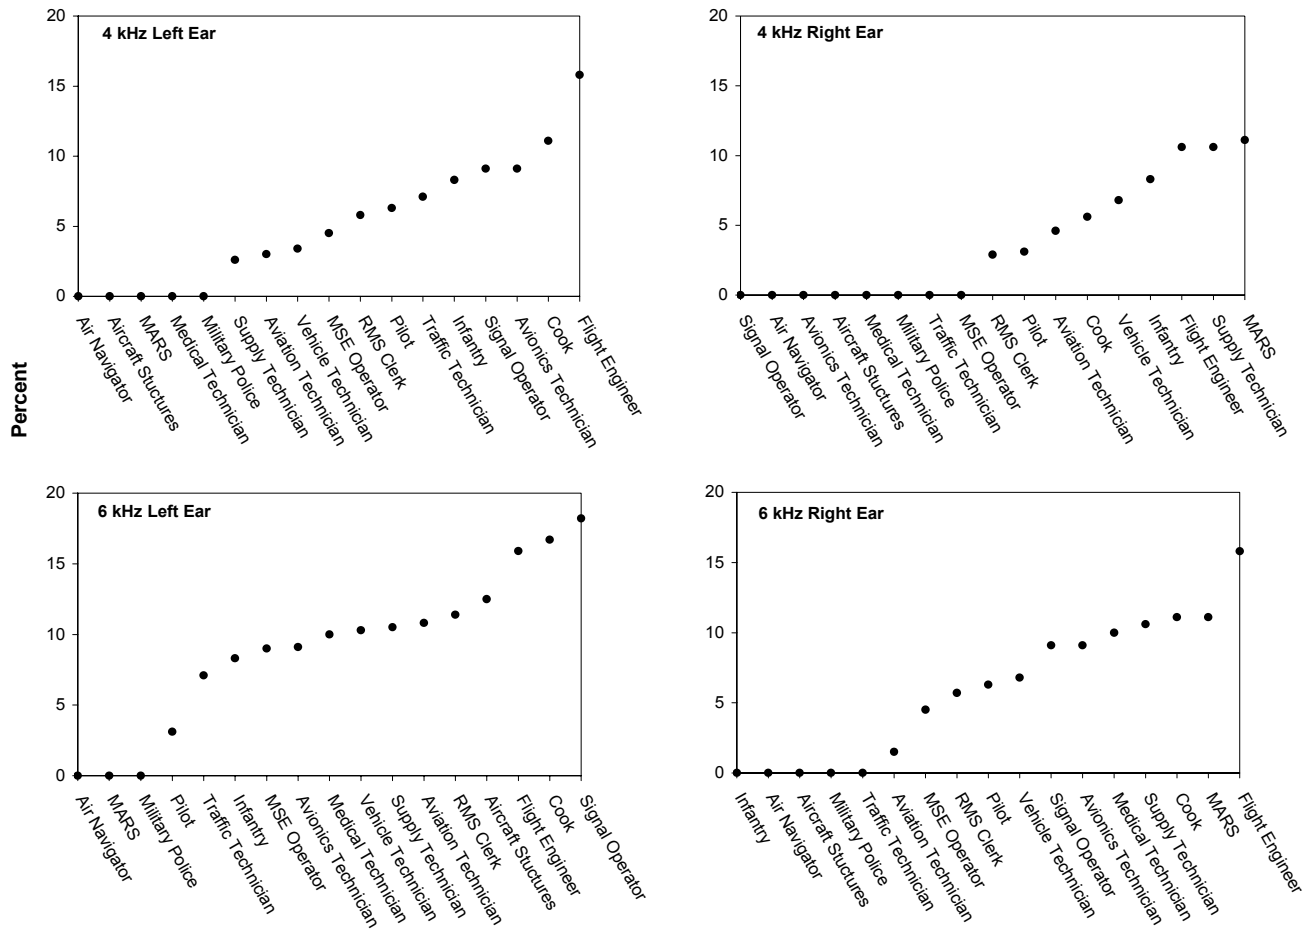 Percent
4 kHz Left Ear
20
15
10
5
0
Air Navigator
Aircraft Stuctures
MARS
Medical Technician
Military Police
Supply Technician
Aviation Technician
Vehicle Technician
MSE Operator
RMS Clerk
Pilot
Traffic Technician
Infantry
Signal Operator
Avionics Technician
Cook
Flight Engineer
4 kHz Right Ear
20
15
10
5
0
Signal Operator
Air Navigator
Avionics Technician
Aircraft Stuctures
Medical Technician
Military Police
Traffic Technician
MSE Operator
RMS Clerk
Pilot
Aviation Technician
Cook
Vehicle Technician
Infantry
Flight Engineer
Supply Technician
MARS
6 kHz Left Ear
20
15
10
5
0
Air Navigator
MARS
Military Police
Pilot
Traffic Technician
Infantry
MSE Operator
Avionics Technician
Medical Technician
Vehicle Technician
Supply Technician
Aviation Technician
RMS Clerk
Aircraft Stuctures
Flight Engineer
Cook
Signal Operator
6 kHz Right Ear
20
15
10
5
0
Infantry
Air Navigator
Aircraft Stuctures
Military Police
Traffic Technician
Aviation Technician
MSE Operator
RMS Clerk
Pilot
Vehicle Technician
Signal Operator
Avionics Technician
Medical Technician
Supply Technician
Cook
MARS
Flight Engineer